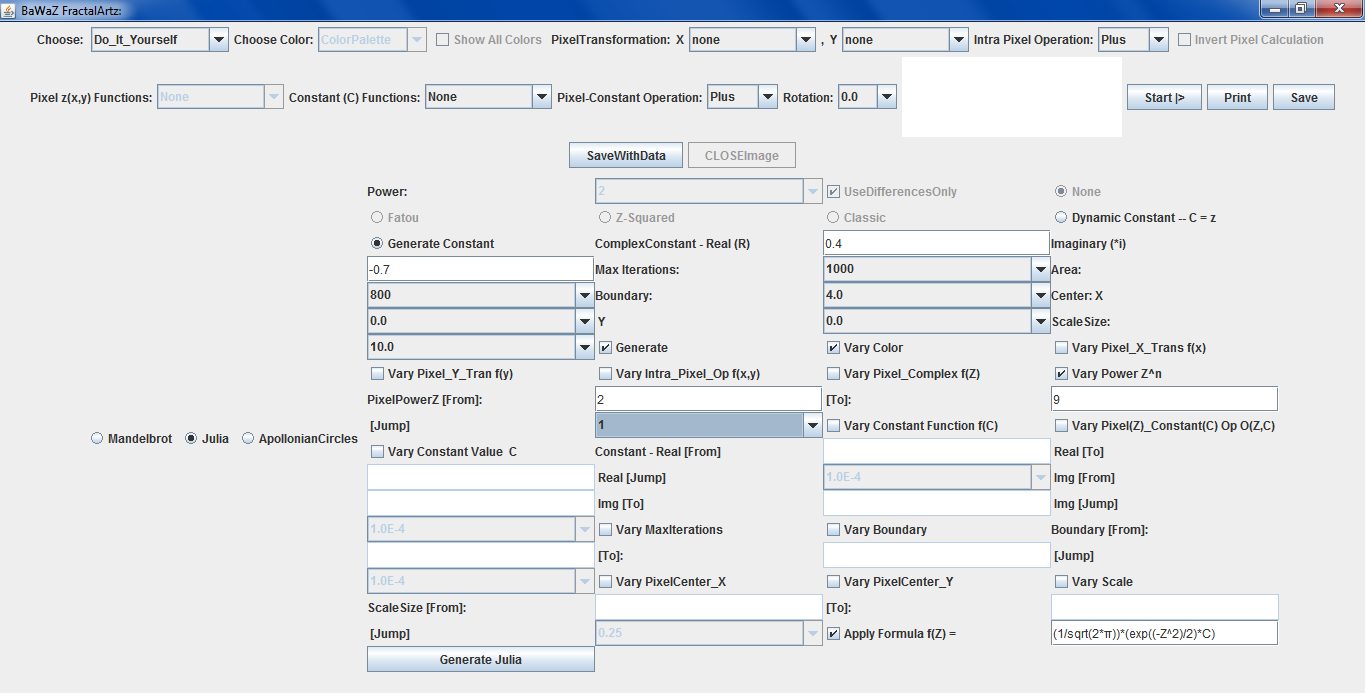 BaWaZ FractalArtz:
Choose: Do_It_Yourself Choose Color: ColorPalette Show All Colors PixelTransformation: X none , Y none Intra Pixel Operation: Plus Invert Pixel Calculation
Pixel z(x,y) Functions: None Constant (C) Functions: None Pixel-Constant Operation: Plus Rotation: 0.0 Start |> Print Save
SaveWithData CLOSEImage
Power: 2 UseDifferencesOnly None
Fatou Z-Squared Classic Dynamic Constant -- C = z
Generate Constant ComplexConstant - Real (R) 0.4 Imaginary (*i)
-0.7 Max Iterations: 1000 Area:
800 Boundary: 4.0 Center: X
0.0 Y 0.0 ScaleSize:
10.0 Generate Vary Color Vary Pixel_X_Trans f(x)
Vary Pixel_Y_Tran f(y) Vary Intra_Pixel_Op f(x,y) Vary Pixel_Complex f(Z) Vary Power Z^n
PixelPowerZ [From]: 2 [To]: 9
[Jump] 1 Vary Constant Function f(C) Vary Pixel(Z)_Constant(C) Op O(Z,C)
Mandelbrot Julia ApollonianCircles
Vary Constant Value C Constant - Real [From] Real [To]
Real [Jump] 1.0E-4 Img [From]
Img [To] Img [Jump]
1.0E-4 Vary MaxIterations Vary Boundary Boundary [From]:
[To]: [Jump]
1.0E-4 Vary PixelCenter_X Vary PixelCenter_Y Vary Scale
ScaleSize [From]: [To]:
[Jump] 0.25 Apply Formula f(Z) = (1/sqrt(2*π))*(exp((-Z^2)/2)*C)
Generate Julia